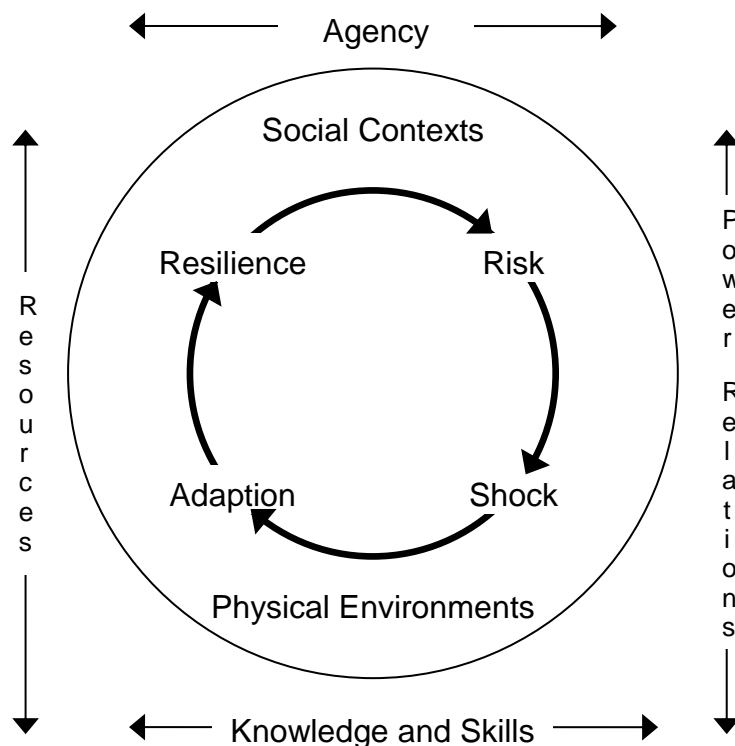 Agency
Social Contexts
Resilience
Risk
Resources
Power Relations
Adaption
Shock
Physical Environments
Knowledge and Skills